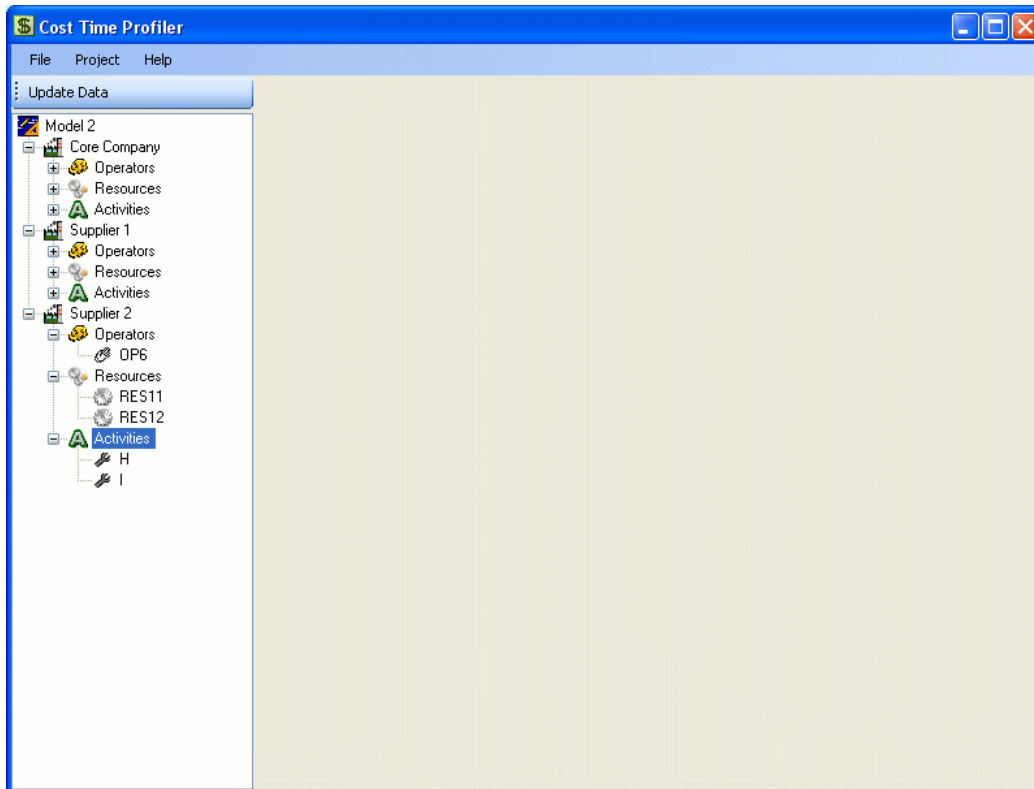 Cost Time Profiler
File Project Help
Update Data
Model 2
Core Company
Operators
Resources
Activities
Supplier 1
Operators
Resources
Activities
Supplier 2
Operators
OP6
Resources
RES11
RES12
Activities
H
I